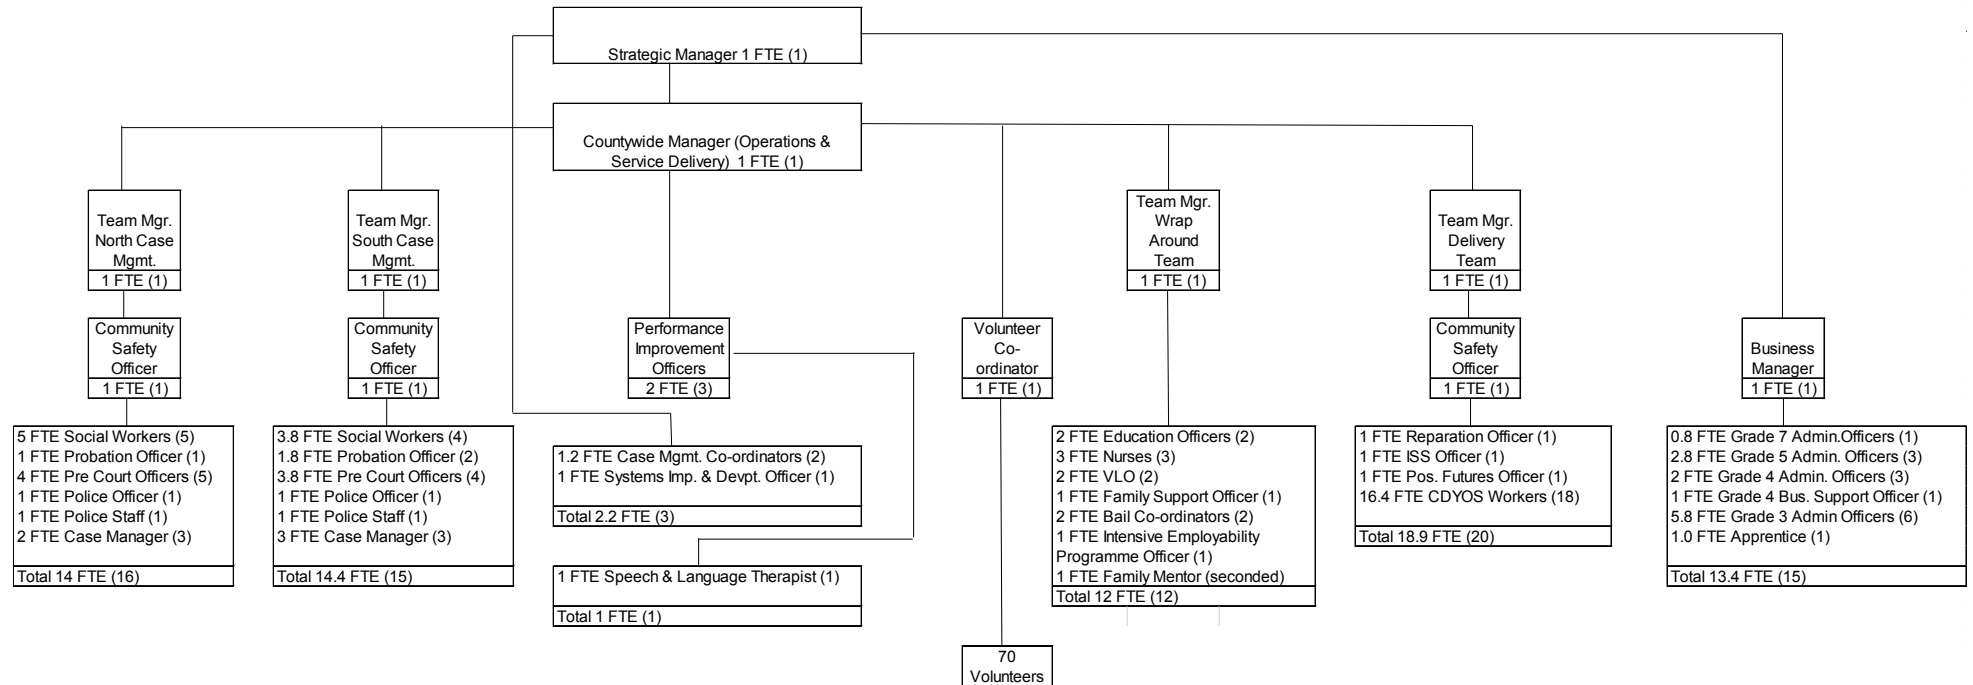 Strategic Manager 1 FTE (1)
Countywide Manager (Operations &
Service Delivery) 1 FTE (1)
Team Mgr.
North Case
Mgmt.
1 FTE (1)
Team Mgr.
South Case
Mgmt.
1 FTE (1)
Team Mgr.
Wrap
Around
Team
1 FTE (1)
Team Mgr.
Delivery
Team
1 FTE (1)
Community
Safety
Officer
1 FTE (1)
Community
Safety
Officer
1 FTE (1)
Performance
Improvement
Officers
2 FTE (3)
Volunteer
Co-
ordinator
1 FTE (1)
Community
Safety
Officer
1 FTE (1)
Business
Manager
1 FTE (1)
5 FTE Social Workers (5)
1 FTE Probation Officer (1)
4 FTE Pre Court Officers (5)
1 FTE Police Officer (1)
1 FTE Police Staff (1)
2 FTE Case Manager (3)
Total 14 FTE (16)
3.8 FTE Social Workers (4)
1.8 FTE Probation Officer (2)
3.8 FTE Pre Court Officers (4)
1 FTE Police Officer (1)
1 FTE Police Staff (1)
3 FTE Case Manager (3)
Total 14.4 FTE (15)
1.2 FTE Case Mgmt. Co-ordinators (2)
1 FTE Systems Imp. & Devpt. Officer (1)
Total 2.2 FTE (3)
1 FTE Speech & Language Therapist (1)
Total 1 FTE (1)
2 FTE Education Officers (2)
3 FTE Nurses (3)
2 FTE VLO (2)
1 FTE Family Support Officer (1)
2 FTE Bail Co-ordinators (2)
1 FTE Intensive Employability
Programme Officer (1)
1 FTE Family Mentor (seconded)
Total 12 FTE (12)
1 FTE Reparation Officer (1)
1 FTE ISS Officer (1)
1 FTE Pos. Futures Officer (1)
16.4 FTE CDYOS Workers (18)
Total 18.9 FTE (20)
0.8 FTE Grade 7 Admin.Officers (1)
2.8 FTE Grade 5 Admin. Officers (3)
2 FTE Grade 4 Admin. Officers (3)
1 FTE Grade 4 Bus. Support Officer (1)
5.8 FTE Grade 3 Admin Officers (6)
1.0 FTE Apprentice (1)
Total 13.4 FTE (15)
70
Volunteers